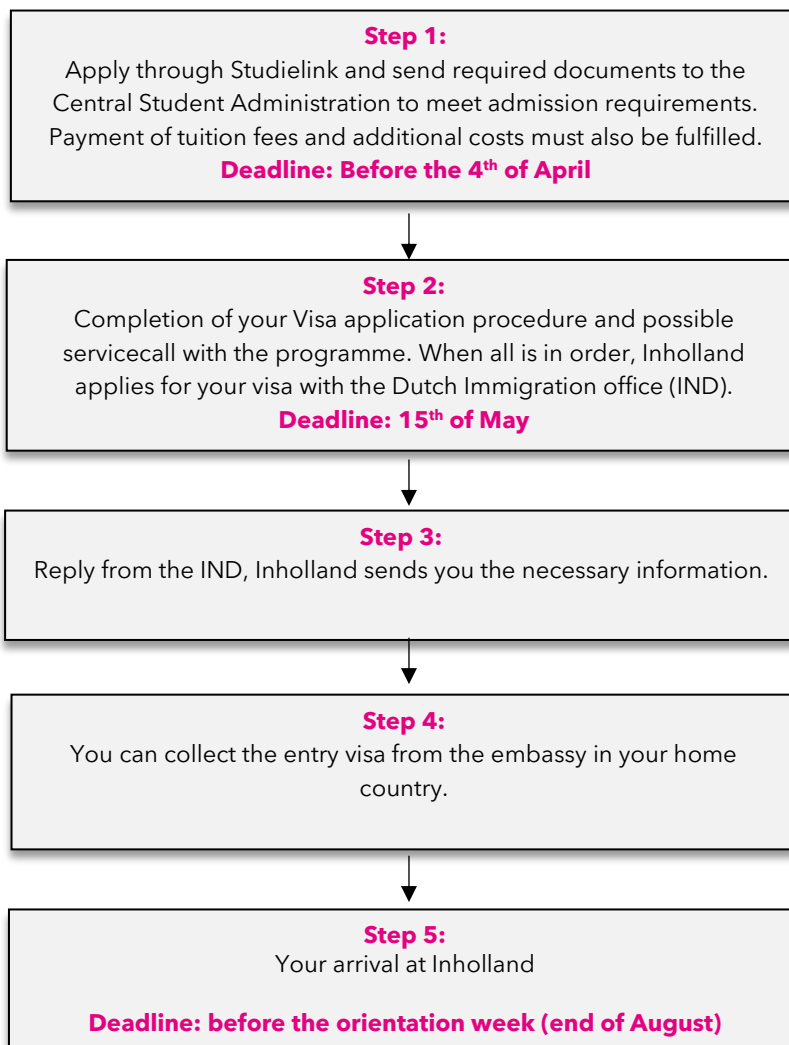 Step 1:
Apply through Studielink and send required documents to the
Central Student Administration to meet admission requirements.
Payment of tuition fees and additional costs must also be fulfilled.
Deadline: Before the 4th of April
Step 2:
Completion of your Visa application procedure and possible
servicecall with the programme. When all is in order, Inholland
applies for your visa with the Dutch Immigration office (IND).
Deadline: 15th of May
Step 3:
Reply from the IND, Inholland sends you the necessary information.
Step 4:
You can collect the entry visa from the embassy in your home
country.
Step 5:
Your arrival at Inholland
Deadline: before the orientation week (end of August)